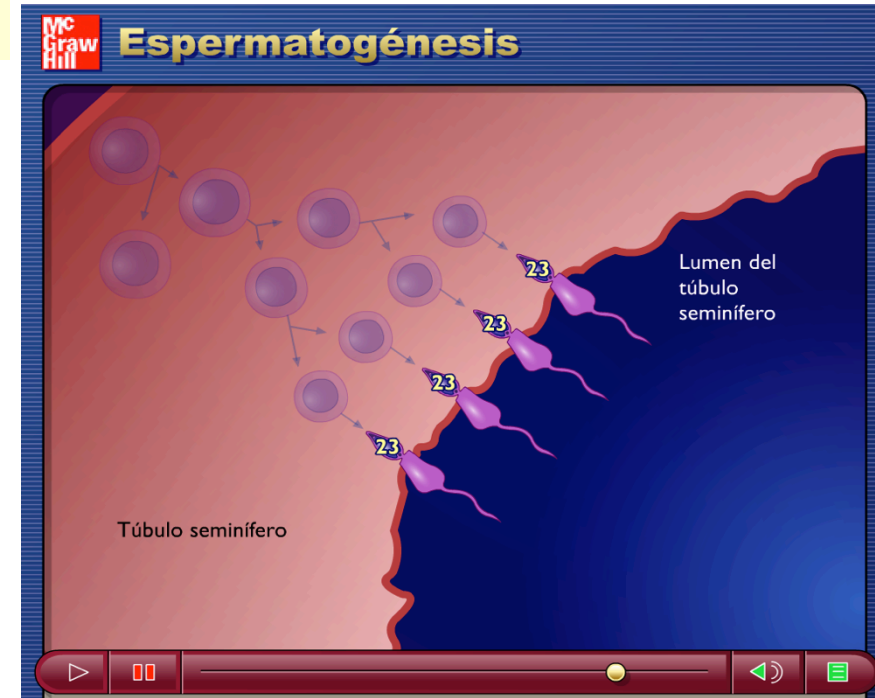 Mc
Graw
Hill
Espermatogénesis
23
Lumen del
túbulo
seminífero
23
23
23
Túbulo seminífero